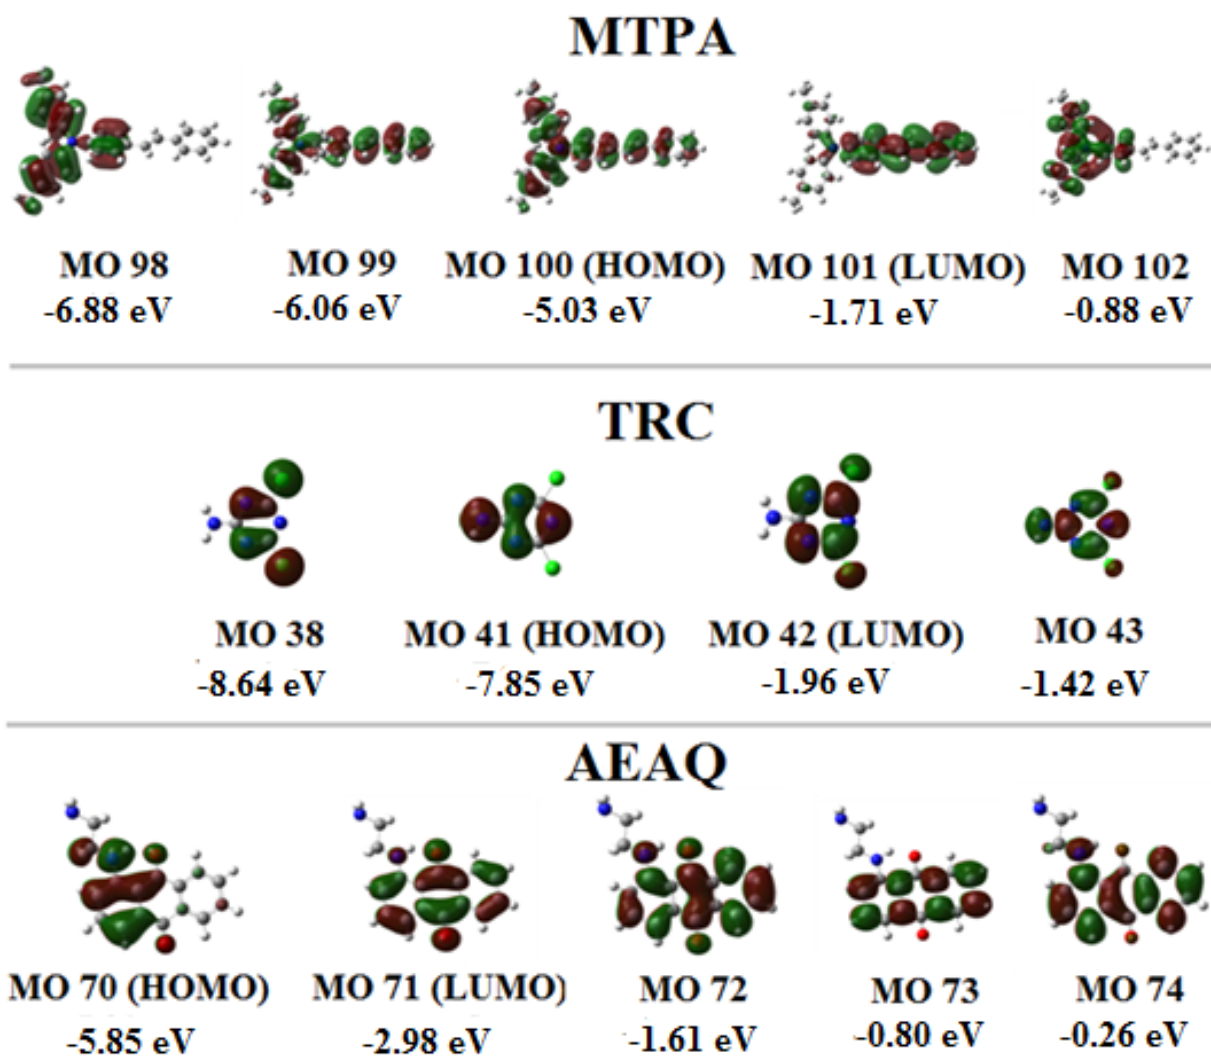 MTPA
MO 98 MO 99 MO 100 (HOMO) MO 101 (LUMO) MO 102
-6.88 eV -6.06 eV -5.03 eV -1.71 eV -0.88 eV
TRC
MO 38 MO 41 (HOMO) MO 42 (LUMO) MO 43
-8.64 eV -7.85 eV -1.96 eV -1.42 eV
AEAQ
MO 70 (HOMO) MO 71 (LUMO) MO 72 MO 73 MO 74
-5.85 eV -2.98 eV -1.61 eV -0.80 eV -0.26 eV